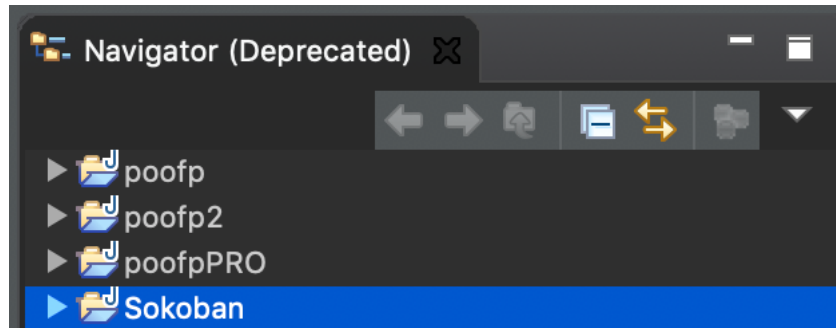 Navigator (Deprecated)
poofp
poofp2
poofpPRO
Sokoban